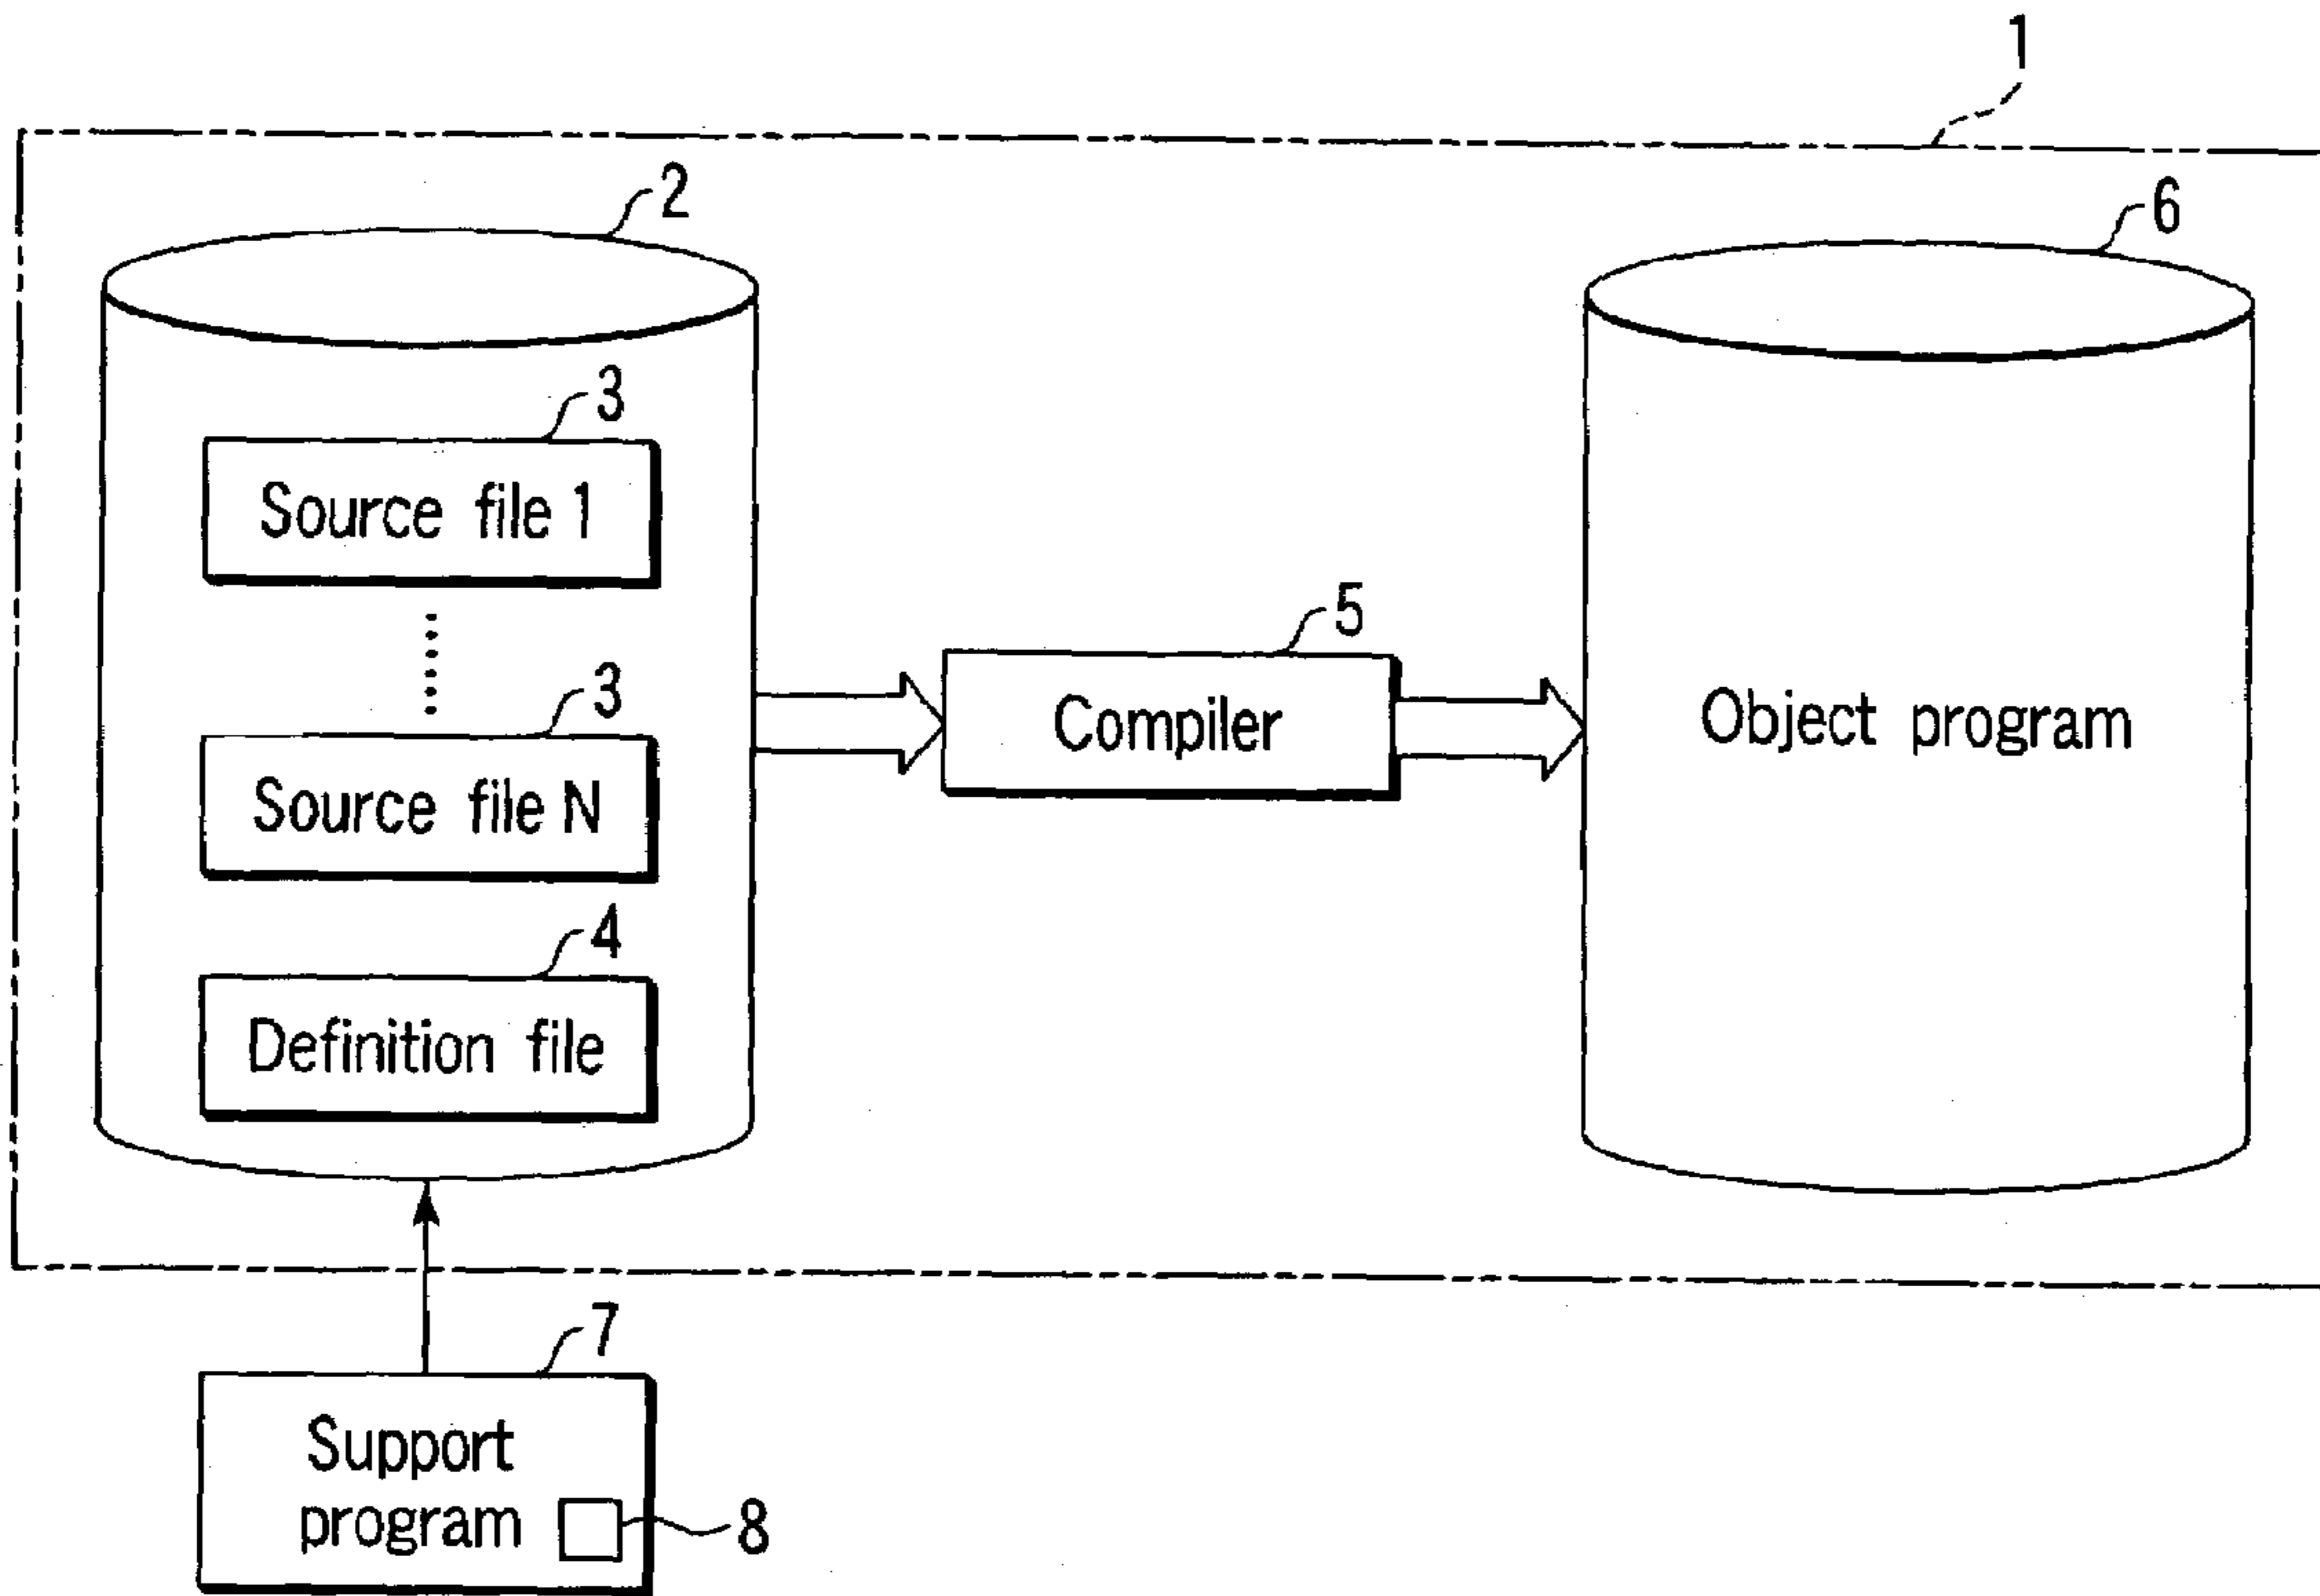 1
2
6
3
Source file 1
5
3
Compiler
Object program
Source file N
4
Definition file
7
Support
program
8